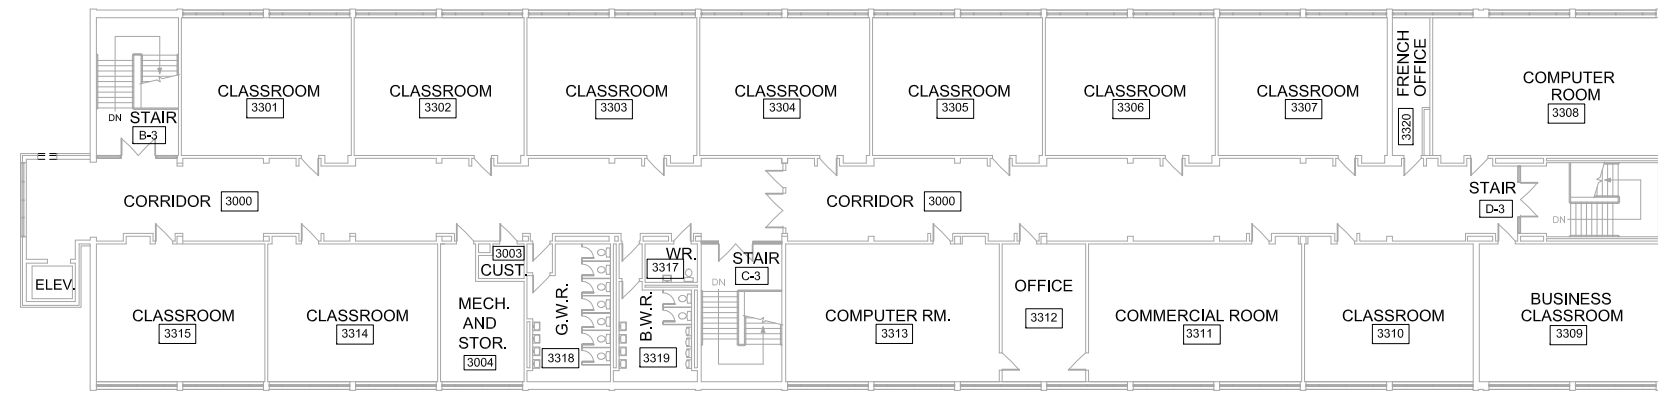 CLASSROOM
3301
CLASSROOM
3302
CLASSROOM
3303
CLASSROOM
3304
CLASSROOM
3305
CLASSROOM
3306
CLASSROOM
3307
FRENCH
OFFICE
3320
COMPUTER
ROOM
3308
DN
STAIR
B-3
CORRIDOR 3000
CORRIDOR 3000
STAIR
D-3
DN
ELEV.
CLASSROOM
3315
CLASSROOM
3314
3003
CUST.
MECH.
AND
STOR.
3004
G.W.R.
3318
WR.
3317
B.W.R.
3319
STAIR
C-3
DN
COMPUTER RM.
3313
OFFICE
3312
COMMERCIAL ROOM
3311
CLASSROOM
3310
BUSINESS
CLASSROOM
3309